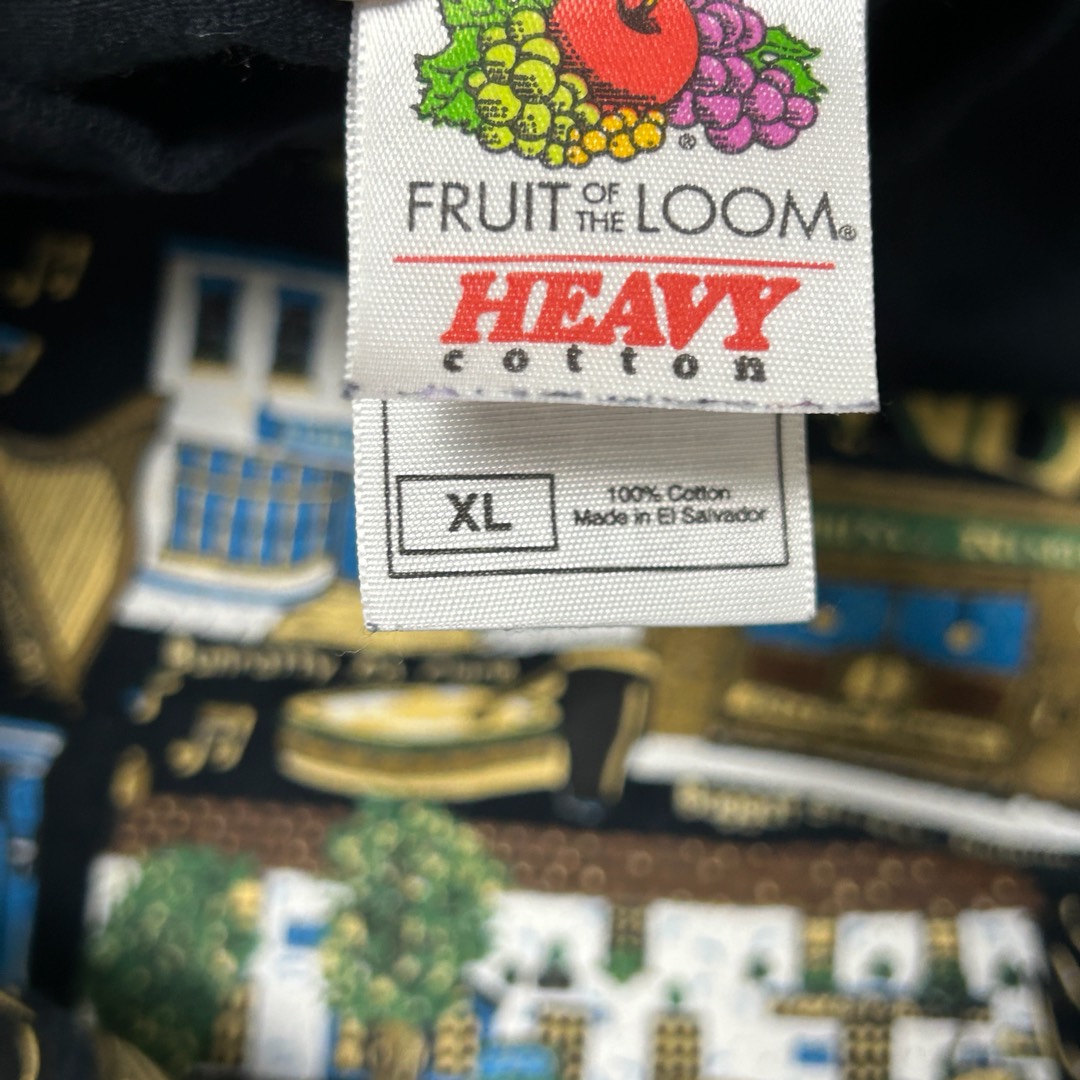 FRUIT OF THE LOOM®
HEAVY
cotton
XL
100% Cotton
Made in El Salvador